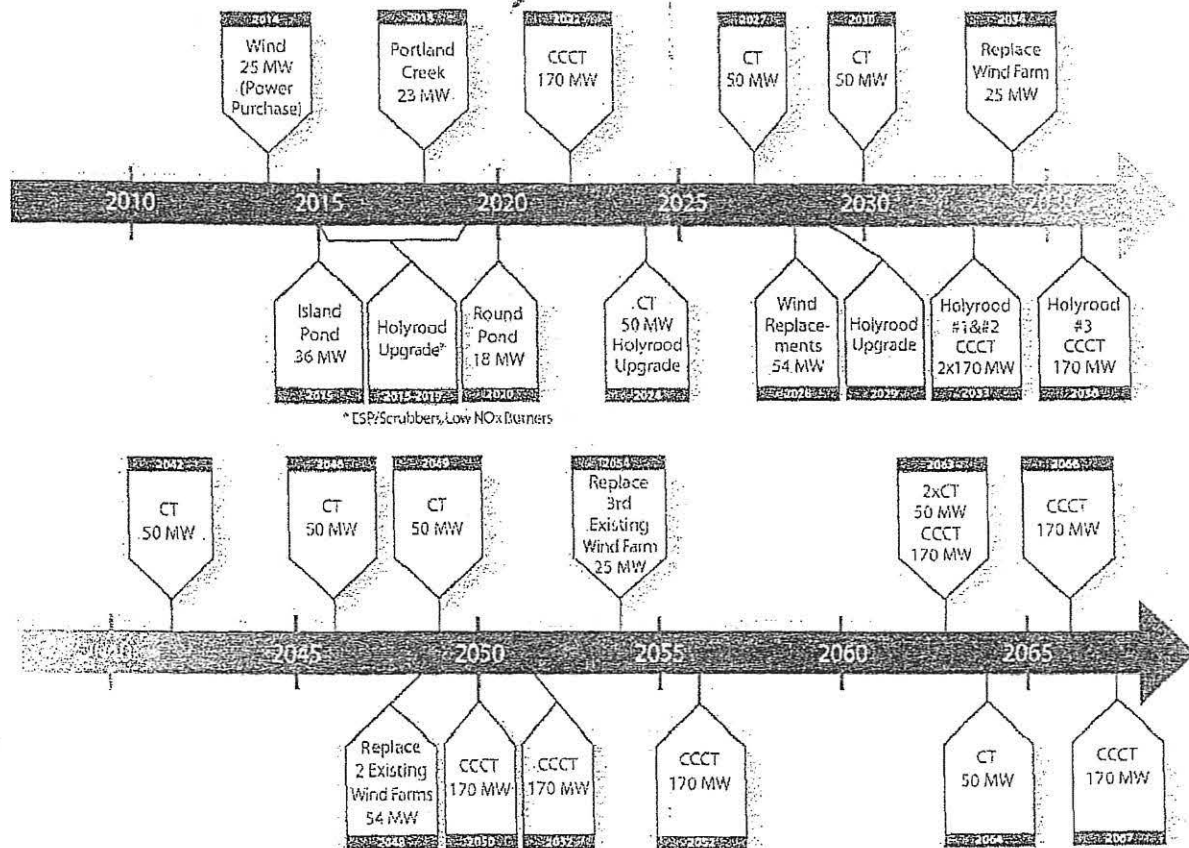 2014
Wind
25 MW
(Power
Purchase)
2018
Portland
Creek
23 MW
2022
CCCT
170 MW
2027
CT
50 MW
2030
CT
50 MW
2034
Replace
Wind Farm
25 MW
2010
2015
2020
2025
2030
2035
Island
Pond
36 MW
2015
Holyrood
Upgrade*
2015-2019
Round
Pond
18 MW
2020
CT
50 MW
Holyrood
Upgrade
2024
Wind
Replace-
ments
54 MW
2028
Holyrood
Upgrade
2029
Holyrood
#1&#2
CCCT
2x170 MW
2033
Holyrood
#3
CCCT
170 MW
2036
* ESP/Scrubbers, Low NOx Burners
2042
CT
50 MW
2046
CT
50 MW
2049
CT
50 MW
2054
Replace
3rd
Existing
Wind Farm
25 MW
2063
2xCT
50 MW
CCCT
170 MW
2066
CCCT
170 MW
2040
2045
2050
2055
2060
2065
Replace
2 Existing
Wind Farms
54 MW
2048
CCCT
170 MW
2050
CCCT
170 MW
2052
CCCT
170 MW
CT
50 MW
2064
CCCT
170 MW
2067